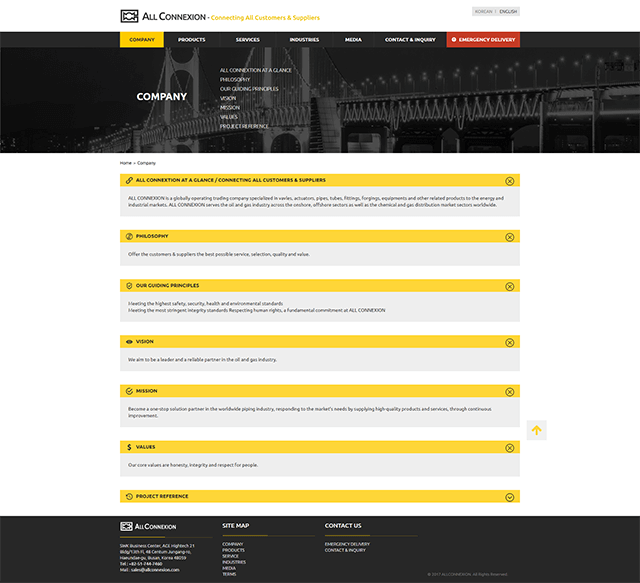 KOREAN | ENGLISH
ALL CONNEXION - Connecting All Customers & Suppliers
COMPANY PRODUCTS SERVICES INDUSTRIES MEDIA CONTACT & INQUIRY EMERGENCY DELIVERY
COMPANY
ALL CONNEXTION AT A GLANCE
PHILOSOPHY
OUR GUIDING PRINCIPLES
VISION
MISSION
VALUES
PROJECT REFERENCE
Home > Company
ALL CONNEXTION AT A GLANCE / CONNECTING ALL CUSTOMERS & SUPPLIERS
ALL CONNEXION is a globally operating trading company specialized in valves, actuators, pipes, tubes, fittings, forgings, equipments and other related products to the energy and
industrial markets. ALL CONNEXION serves the oil and gas industry across the onshore, offshore sectors as well as the chemical and gas distribution market sectors worldwide.
PHILOSOPHY
Offer the customers & suppliers the best possible service, selection, quality and value.
OUR GUIDING PRINCIPLES
Meeting the highest safety, security, health and environmental standards
Meeting the most stringent integrity standards Respecting human rights, a fundamental commitment at ALL CONNEXION
VISION
We aim to be a leader and a reliable partner in the oil and gas industry.
MISSION
Become a one-stop solution partner in the worldwide piping industry, responding to the market's needs by supplying high-quality products and services, through continuous
improvement.
$ VALUES
Our core values are honesty, integrity and respect for people.
PROJECT REFERENCE
ALL CONNEXION
SMK Business Center, ACE Hightech 21
Bldg 13th Fl, 48 Centum Jungang-ro,
Haeundae-gu, Busan, Korea 48059
Tel : +82-51-744-7460
Mail : sales@allconnexion.com
SITE MAP
COMPANY
PRODUCTS
SERVICE
INDUSTRIES
MEDIA
TERMS
CONTACT US
EMERGENCY DELIVERY
CONTACT & INQUIRY
© 2017 ALLCONNEXION. All Rights Reserved